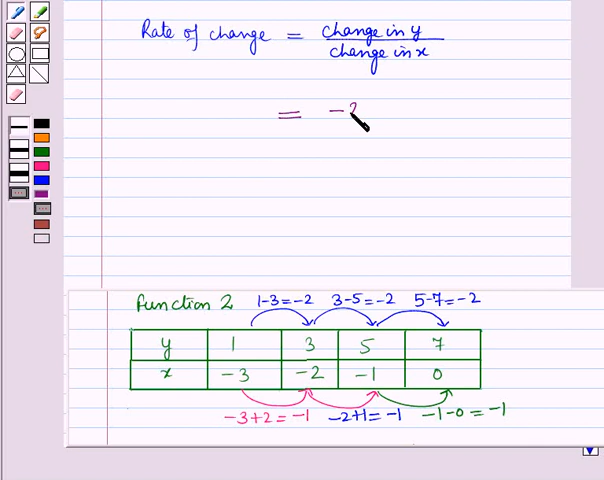 Rate of change = change in y / change in x
= -2
Function 2 1-3=-2 3-5=-2 5-7=-2
y 1 3 5 7
x -3 -2 -1 0
-3+2=-1 -2+1=-1 -1-0=-1